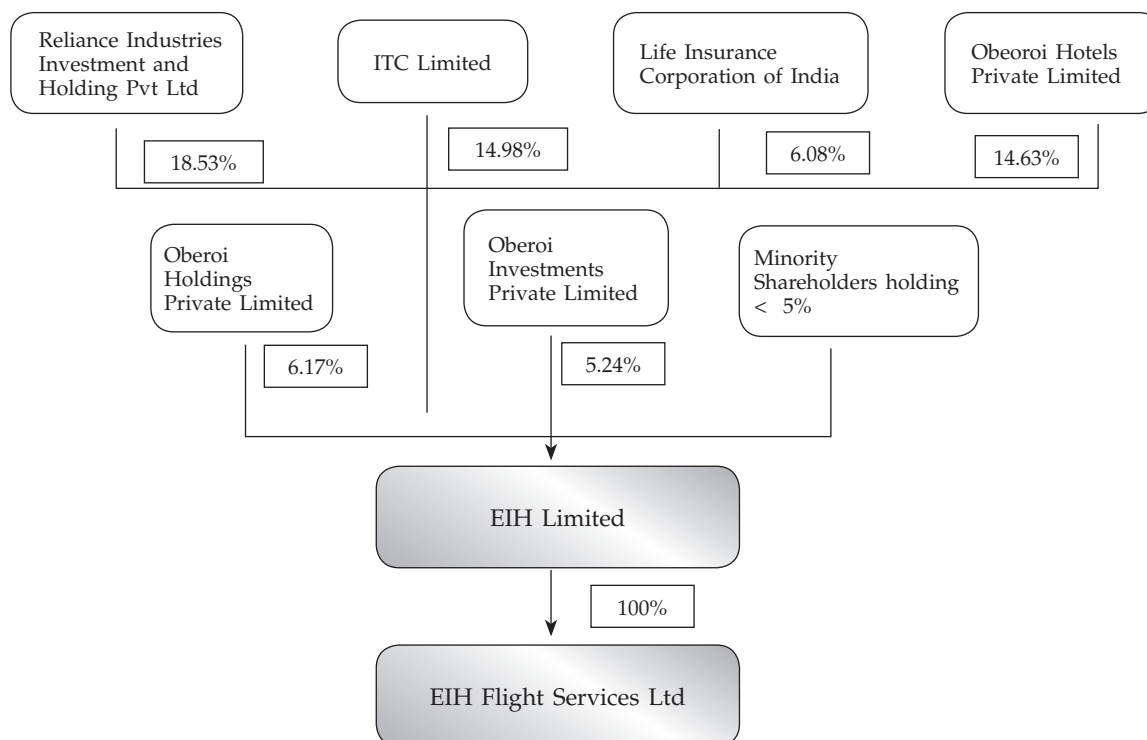 Reliance Industries
Investment and
Holding Pvt Ltd
ITC Limited
Life Insurance
Corporation of India
Obeoroi Hotels
Private Limited
18.53%
14.98%
6.08%
14.63%
Oberoi
Holdings
Private Limited
Oberoi
Investments
Private Limited
Minority
Shareholders holding
< 5%
6.17%
5.24%
EIH Limited
100%
EIH Flight Services Ltd